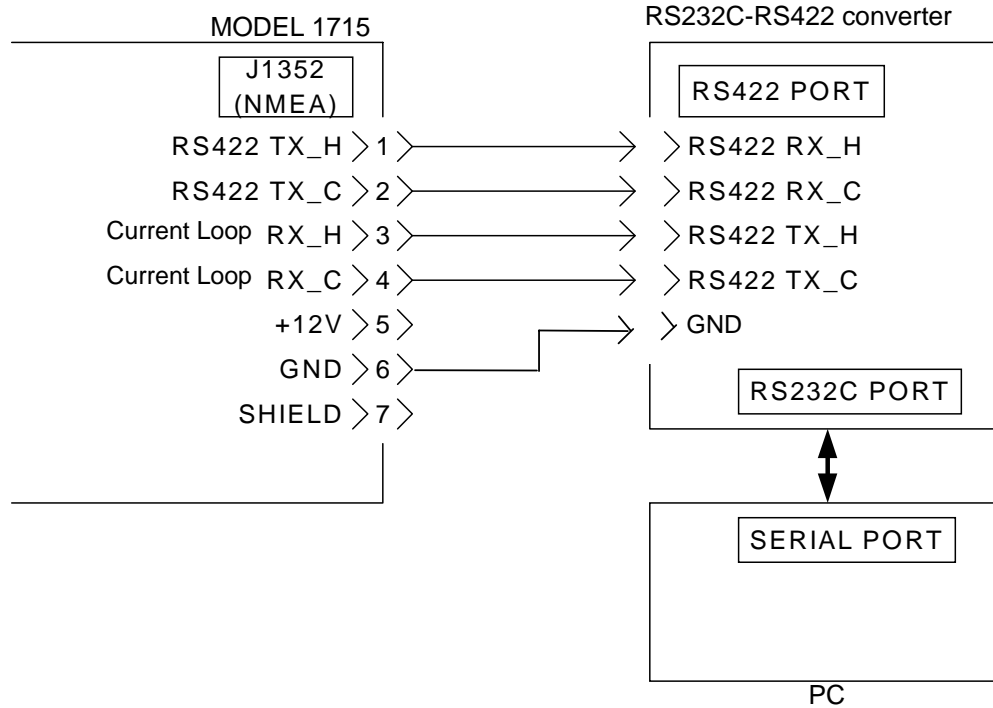 MODEL 1715
RS232C-RS422 converter
J1352
(NMEA)
RS422 PORT
RS422 TX_H 1 RS422 RX_H
RS422 TX_C 2 RS422 RX_C
Current Loop RX_H 3 RS422 TX_H
Current Loop RX_C 4 RS422 TX_C
+12V 5 GND
GND 6
SHIELD 7
RS232C PORT
SERIAL PORT
PC